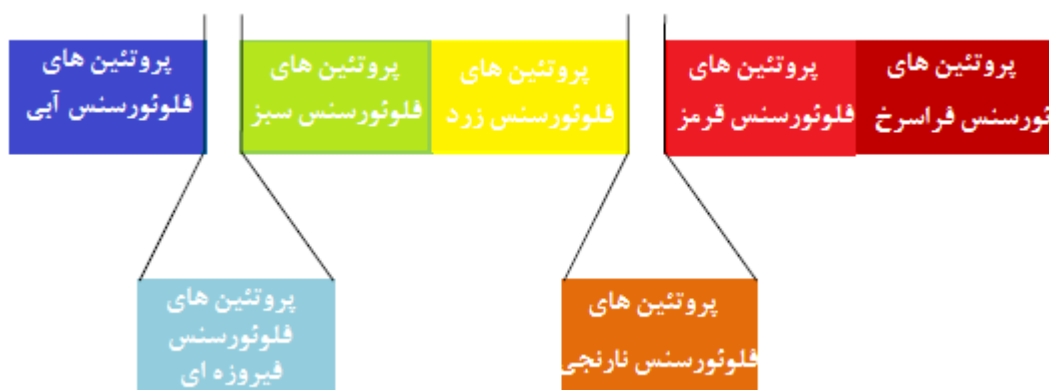 پروتئین های
فلوئورسنس آبی
پروتئین های
فلوئورسنس سبز
پروتئین های
فلوئورسنس زرد
پروتئین های
فلوئورسنس قرمز
پروتئین های
ئورسنس فراسرخ
پروتئین های
فلوئورسنس
فیروزه ای
پروتئین های
فلوئورسنس نارنجی